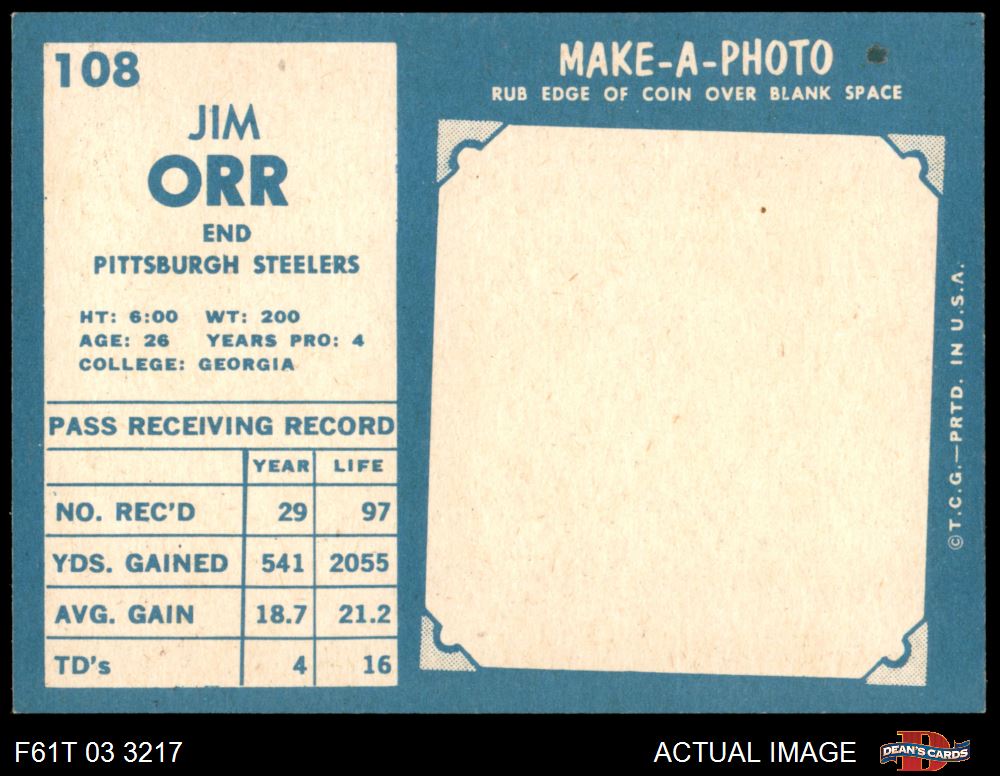 108
JIM
ORR
END
PITTSBURGH STEELERS
HT: 6:00 WT: 200
AGE: 26 YEARS PRO: 4
COLLEGE: GEORGIA
PASS RECEIVING RECORD
YEAR LIFE
NO. REC'D 29 97
YDS. GAINED 541 2055
AVG. GAIN 18.7 21.2
TD's 4 16
MAKE-A-PHOTO
RUB EDGE OF COIN OVER BLANK SPACE
©T.C.G.—PRTD. IN U.S.A.
F61T 03 3217
ACTUAL IMAGE
D
DEAN'S CARDS